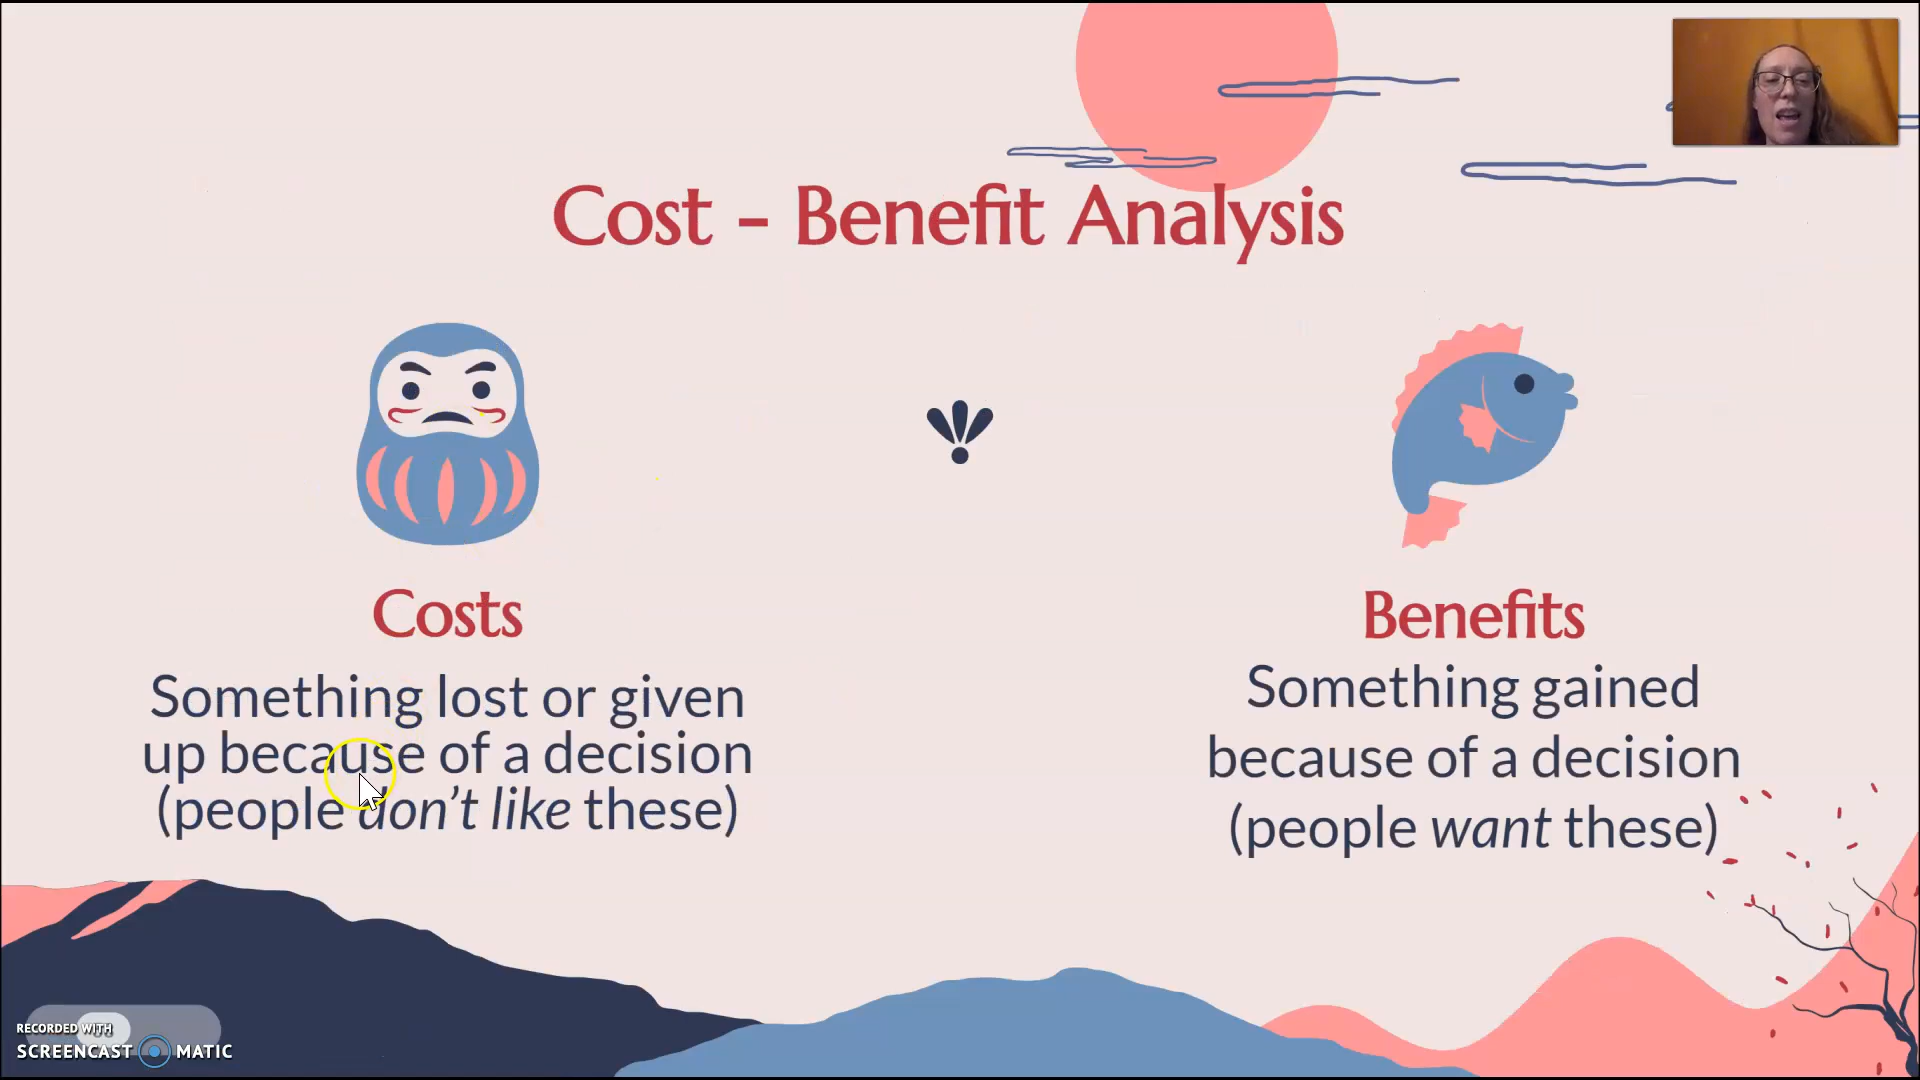 Cost - Benefit Analysis
Costs
Something lost or given
up because of a decision
(people don't like these)
Benefits
Something gained
because of a decision
(people want these)
RECORDED WITH
SCREENCAST MATIC